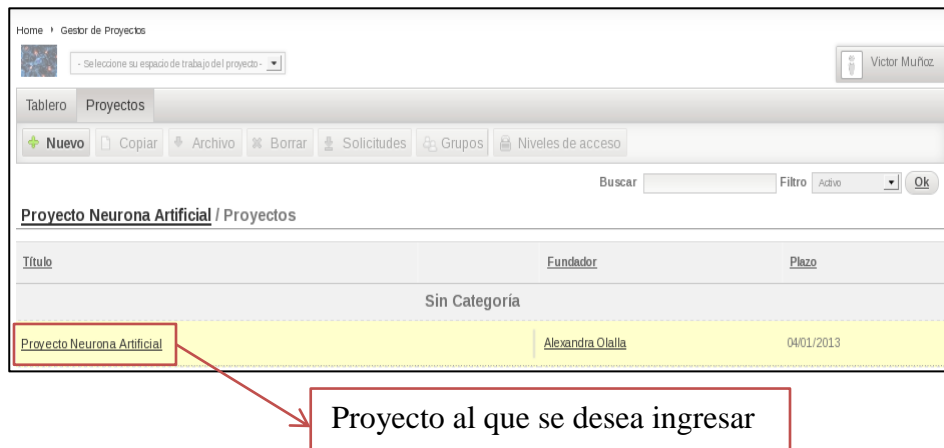 Home › Gestor de Proyectos
- Seleccione su espacio de trabajo del proyecto -
Victor Muñoz
Tablero Proyectos
Nuevo Copiar Archivo Borrar Solicitudes Grupos Niveles de acceso
Buscar Filtro Activo Ok
Proyecto Neurona Artificial / Proyectos
Título Fundador Plazo
Sin Categoría
Proyecto Neurona Artificial Alexandra Olalla 04/01/2013
Proyecto al que se desea ingresar